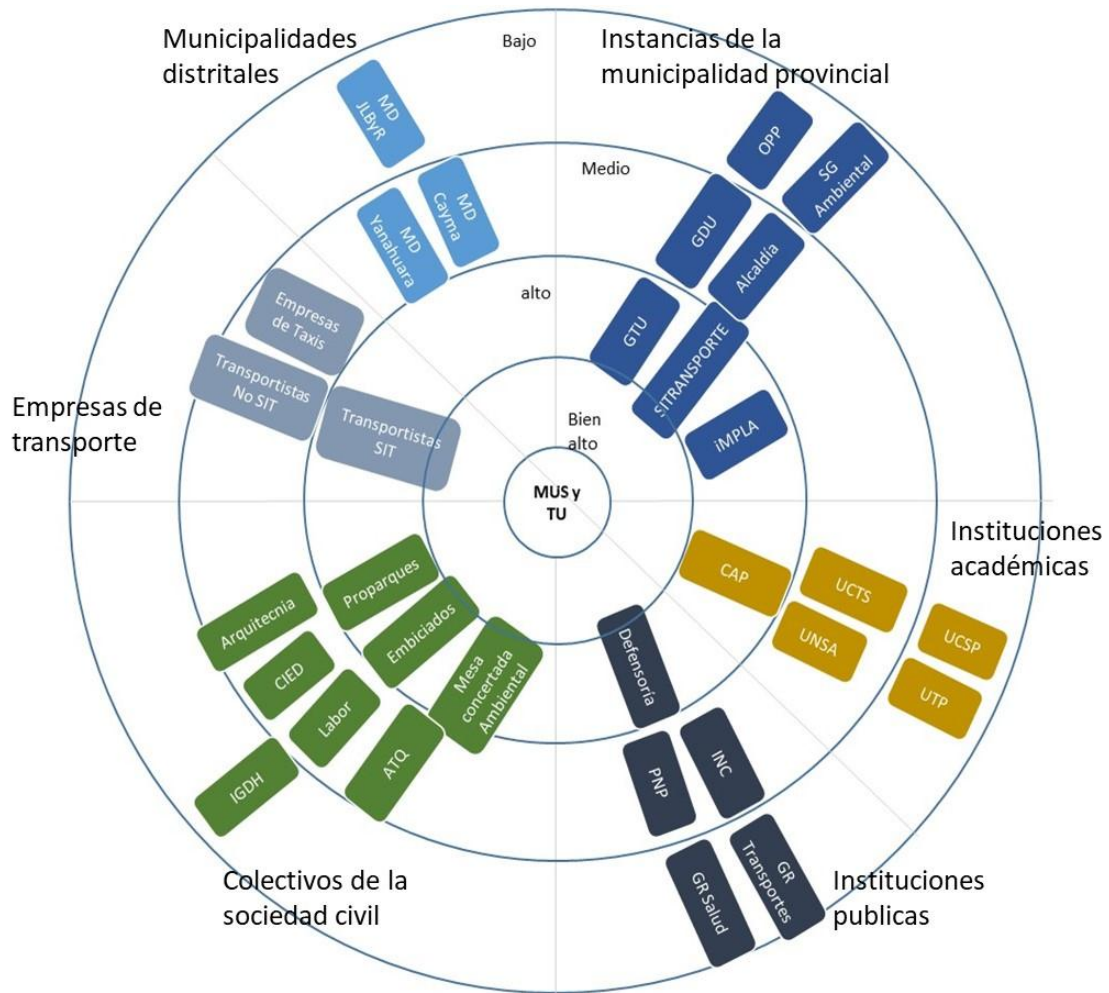 Municipalidades
distritales
Bajo
Instancias de la
municipalidad provincial
MD
JLByR
MD
Yanahuara
MD
Cayma
Medio
OPP
SG
Ambiental
GDU
Alcaldía
alto
GTU
SITRANSPORTE
iMPLA
Empresas
de Taxis
Transportistas
No SIT
Transportistas
SIT
Empresas de
transporte
Bien
alto
MUS y
TU
Instituciones
académicas
CAP
UCTS
UNSA
UCSP
UTP
Proparques
Arquitecnia
Embiciados
CIED
Mesa
concertada
Ambiental
Labor
ATQ
IGDH
Defensoría
PNP
INC
GR Salud
GR
Transportes
Colectivos de la
sociedad civil
Instituciones
publicas